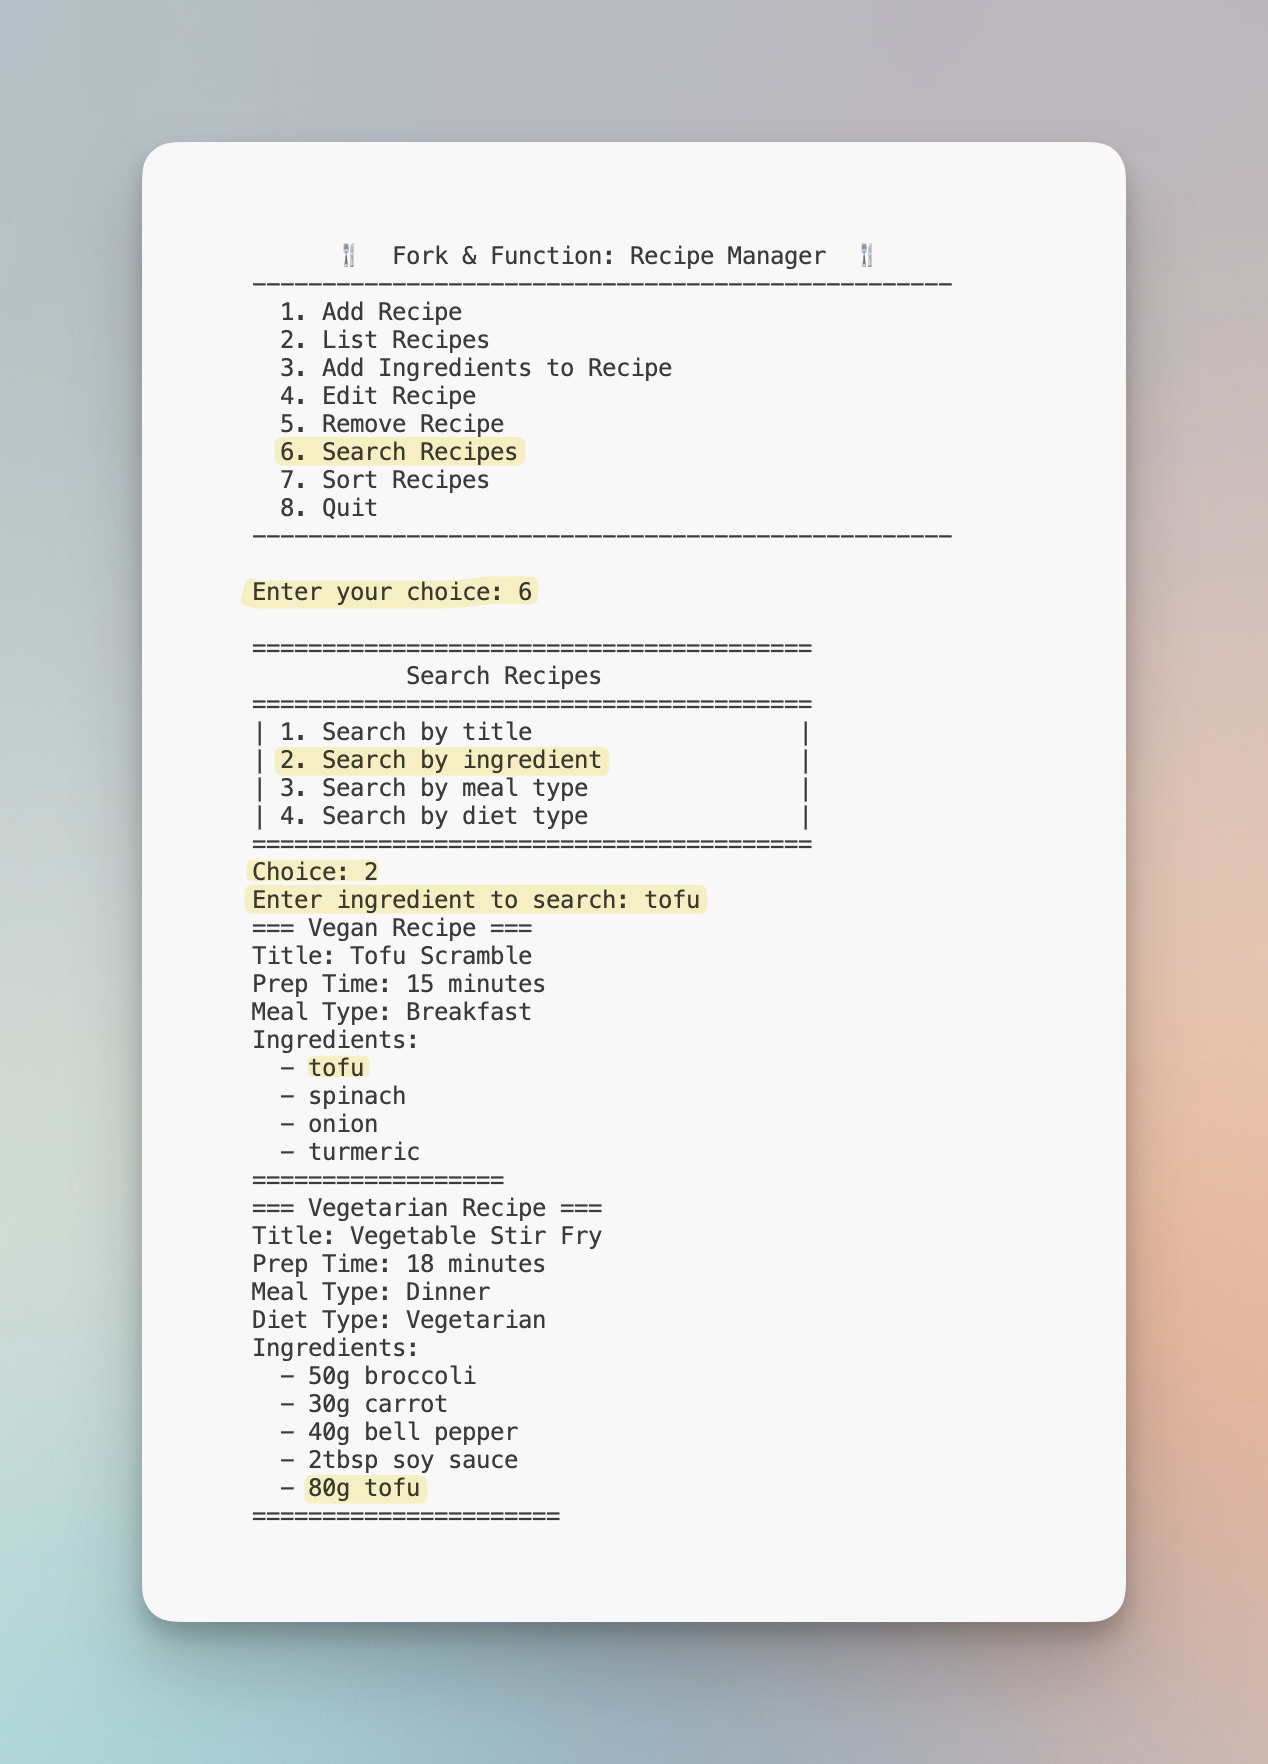 🍴 Fork & Function: Recipe Manager 🍴
--------------------------------------------------
1. Add Recipe
2. List Recipes
3. Add Ingredients to Recipe
4. Edit Recipe
5. Remove Recipe
6. Search Recipes
7. Sort Recipes
8. Quit
--------------------------------------------------
Enter your choice: 6
========================================
Search Recipes
========================================
| 1. Search by title |
| 2. Search by ingredient |
| 3. Search by meal type |
| 4. Search by diet type |
========================================
Choice: 2
Enter ingredient to search: tofu
=== Vegan Recipe ===
Title: Tofu Scramble
Prep Time: 15 minutes
Meal Type: Breakfast
Ingredients:
- tofu
- spinach
- onion
- turmeric
==================
=== Vegetarian Recipe ===
Title: Vegetable Stir Fry
Prep Time: 18 minutes
Meal Type: Dinner
Diet Type: Vegetarian
Ingredients:
- 50g broccoli
- 30g carrot
- 40g bell pepper
- 2tbsp soy sauce
- 80g tofu
======================